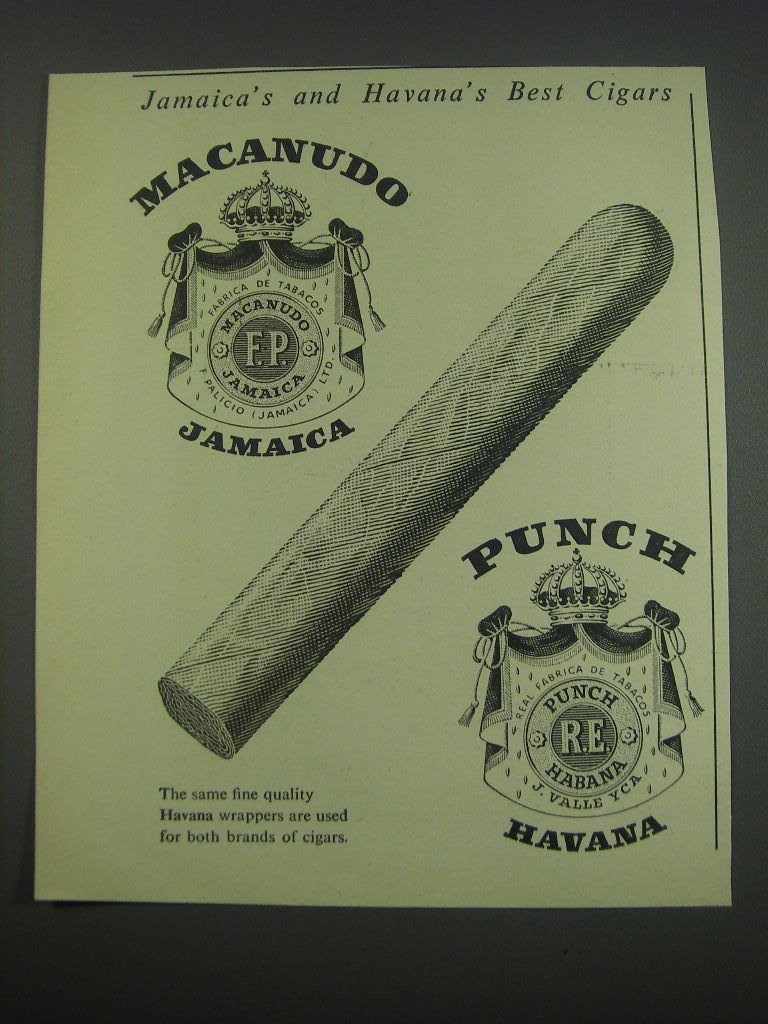 Jamaica's and Havana's Best Cigars
MACANUDO
FABRICA DE TABACOS
MACANUDO
F.P.
JAMAICA
F. PALICIO (JAMAICA) LTD.
JAMAICA
PUNCH
REAL FABRICA DE TABACOS
PUNCH
R.E.
HABANA
J. VALLE YCA
HAVANA
The same fine quality
Havana wrappers are used
for both brands of cigars.